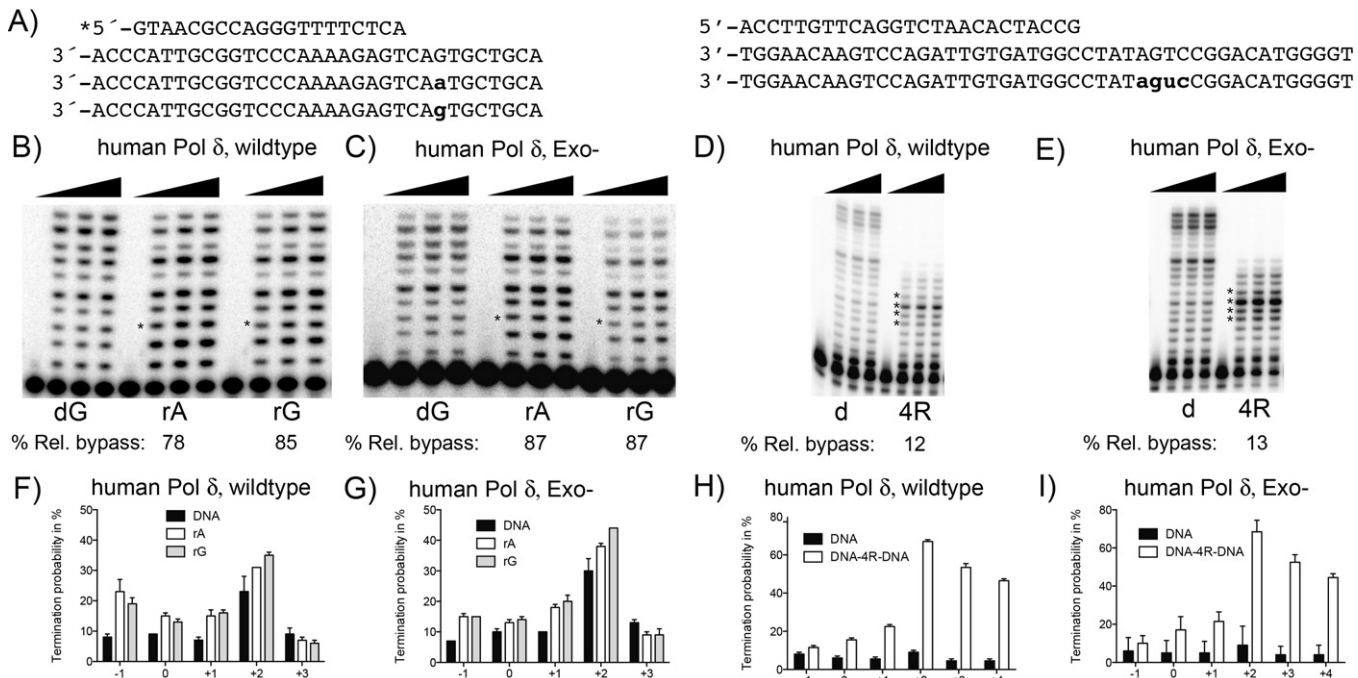 A)
*5´-GTAACGCCAGGGTTTTCTCA
3´-ACCCATTGCGGTCCCAAAAGAGTCAGTGCTGCA
3´-ACCCATTGCGGTCCCAAAAGAGTCAaTGCTGCA
3´-ACCCATTGCGGTCCCAAAAGAGTCAgTGCTGCA
5’-ACCTTGTTCAGGTCTAACACTACCG
3’-TGGAACAAGTCCAGATTGTGATGGCCTATAGTCCGGACATGGGGT
3’-TGGAACAAGTCCAGATTGTGATGGCCTATagucCGGACATGGGGT
B) human Pol δ, wildtype
*
*
dG rA rG
% Rel. bypass: 78 85
C) human Pol δ, Exo-
*
*
dG rA rG
% Rel. bypass: 87 87
D) human Pol δ, wildtype
*
*
*
*
d 4R
% Rel. bypass: 12
E) human Pol δ, Exo-
*
*
*
*
d 4R
% Rel. bypass: 13
F) human Pol δ, wildtype
Termination probability in %
50
40
30
20
10
0
DNA
rA
rG
-1 0 +1 +2 +3
G) human Pol δ, Exo-
Termination probability in %
50
40
30
20
10
0
DNA
rA
rG
-1 0 +1 +2 +3
H) human Pol δ, wildtype
Termination probability in %
80
60
40
20
0
DNA
DNA-4R-DNA
I) human Pol δ, Exo-
Termination probability in %
80
60
40
20
0
DNA
DNA-4R-DNA
-1 0 +1 +2 +3 +4